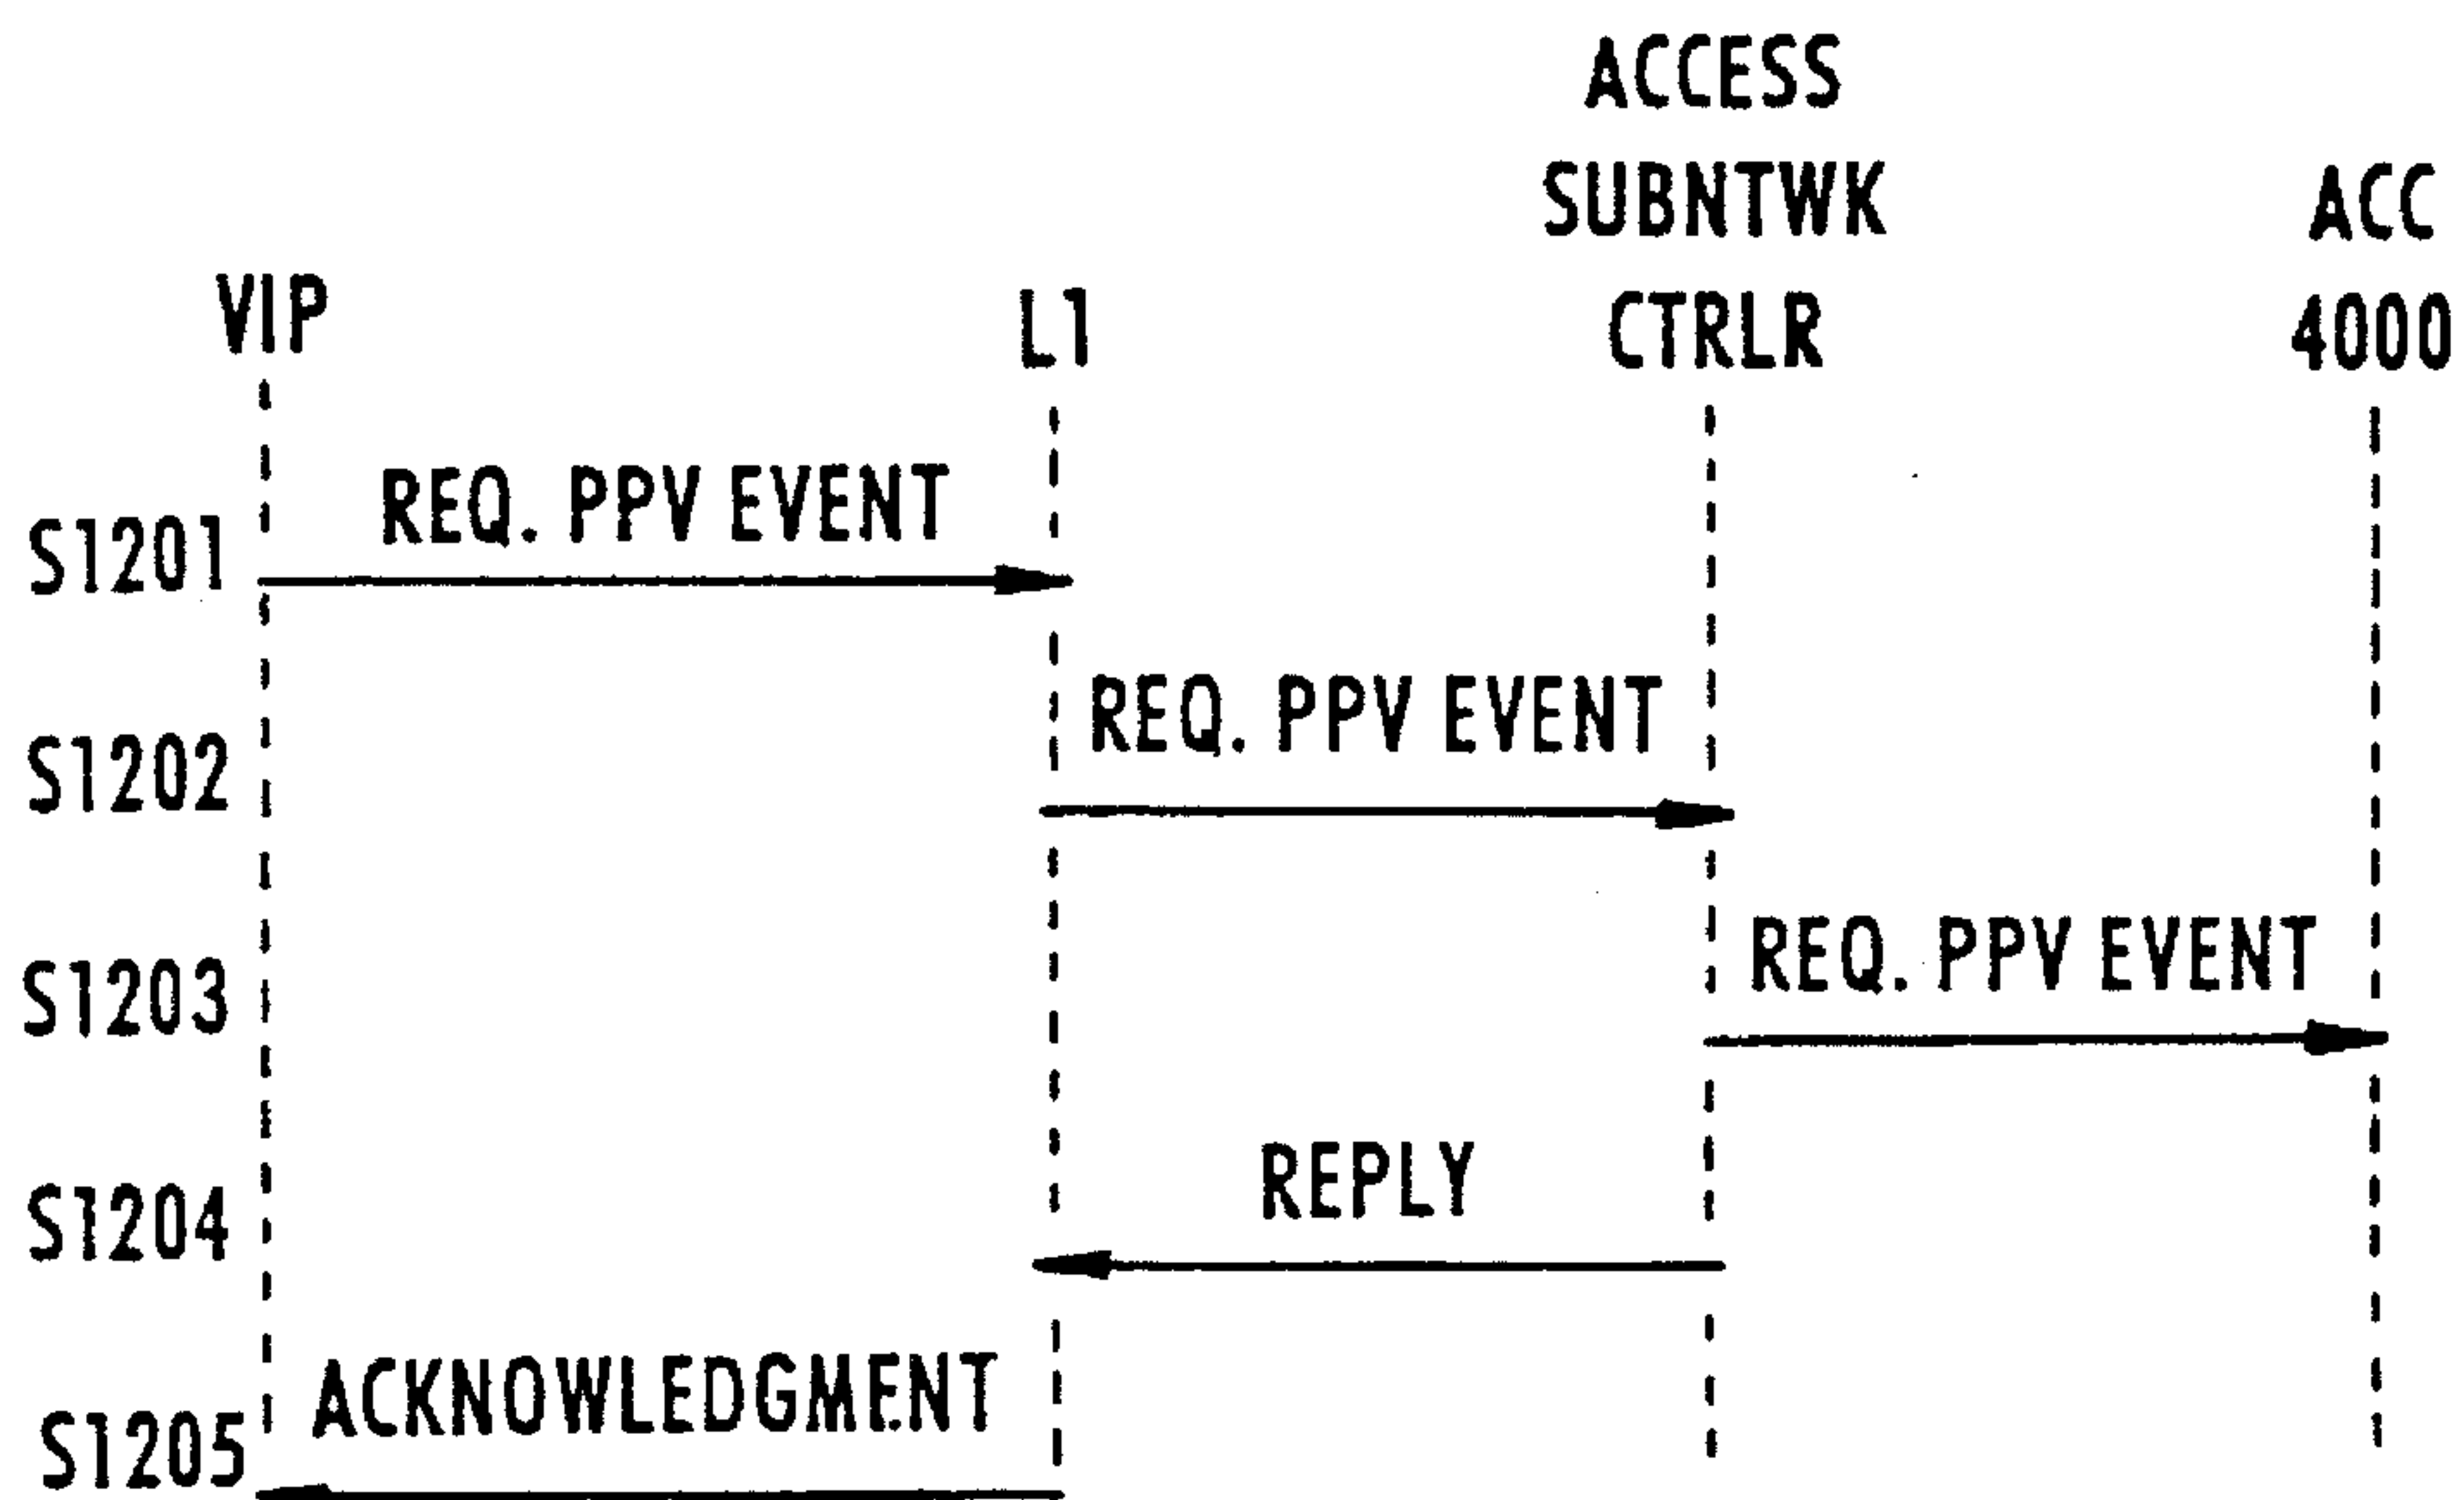 ACCESS
SUBNTWK
CTRLR
ACC
4000
VIP
L1
REQ. PPV EVENT
S1201
REQ. PPV EVENT
S1202
REQ. PPV EVENT
S1203
REPLY
S1204
ACKNOWLEDGMENT
S1205